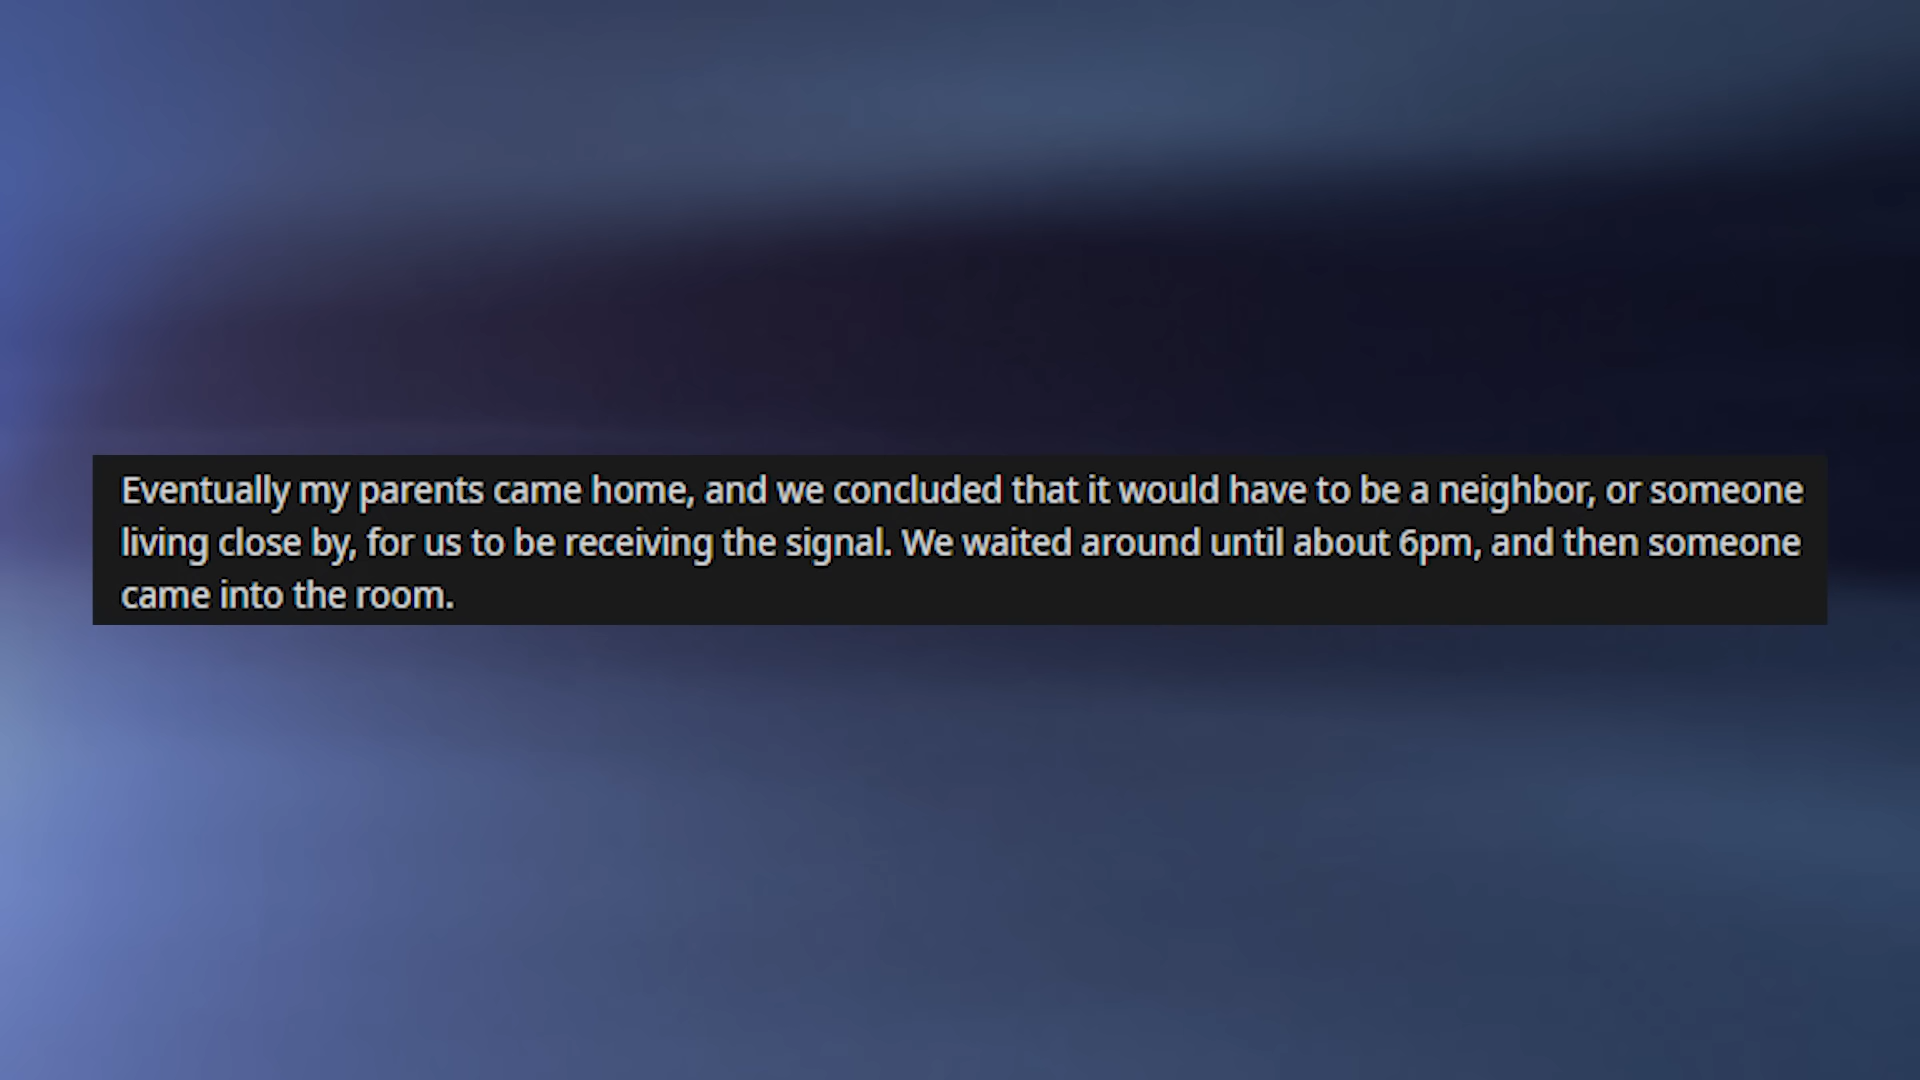 Eventually my parents came home, and we concluded that it would have to be a neighbor, or someone
living close by, for us to be receiving the signal. We waited around until about 6pm, and then someone
came into the room.